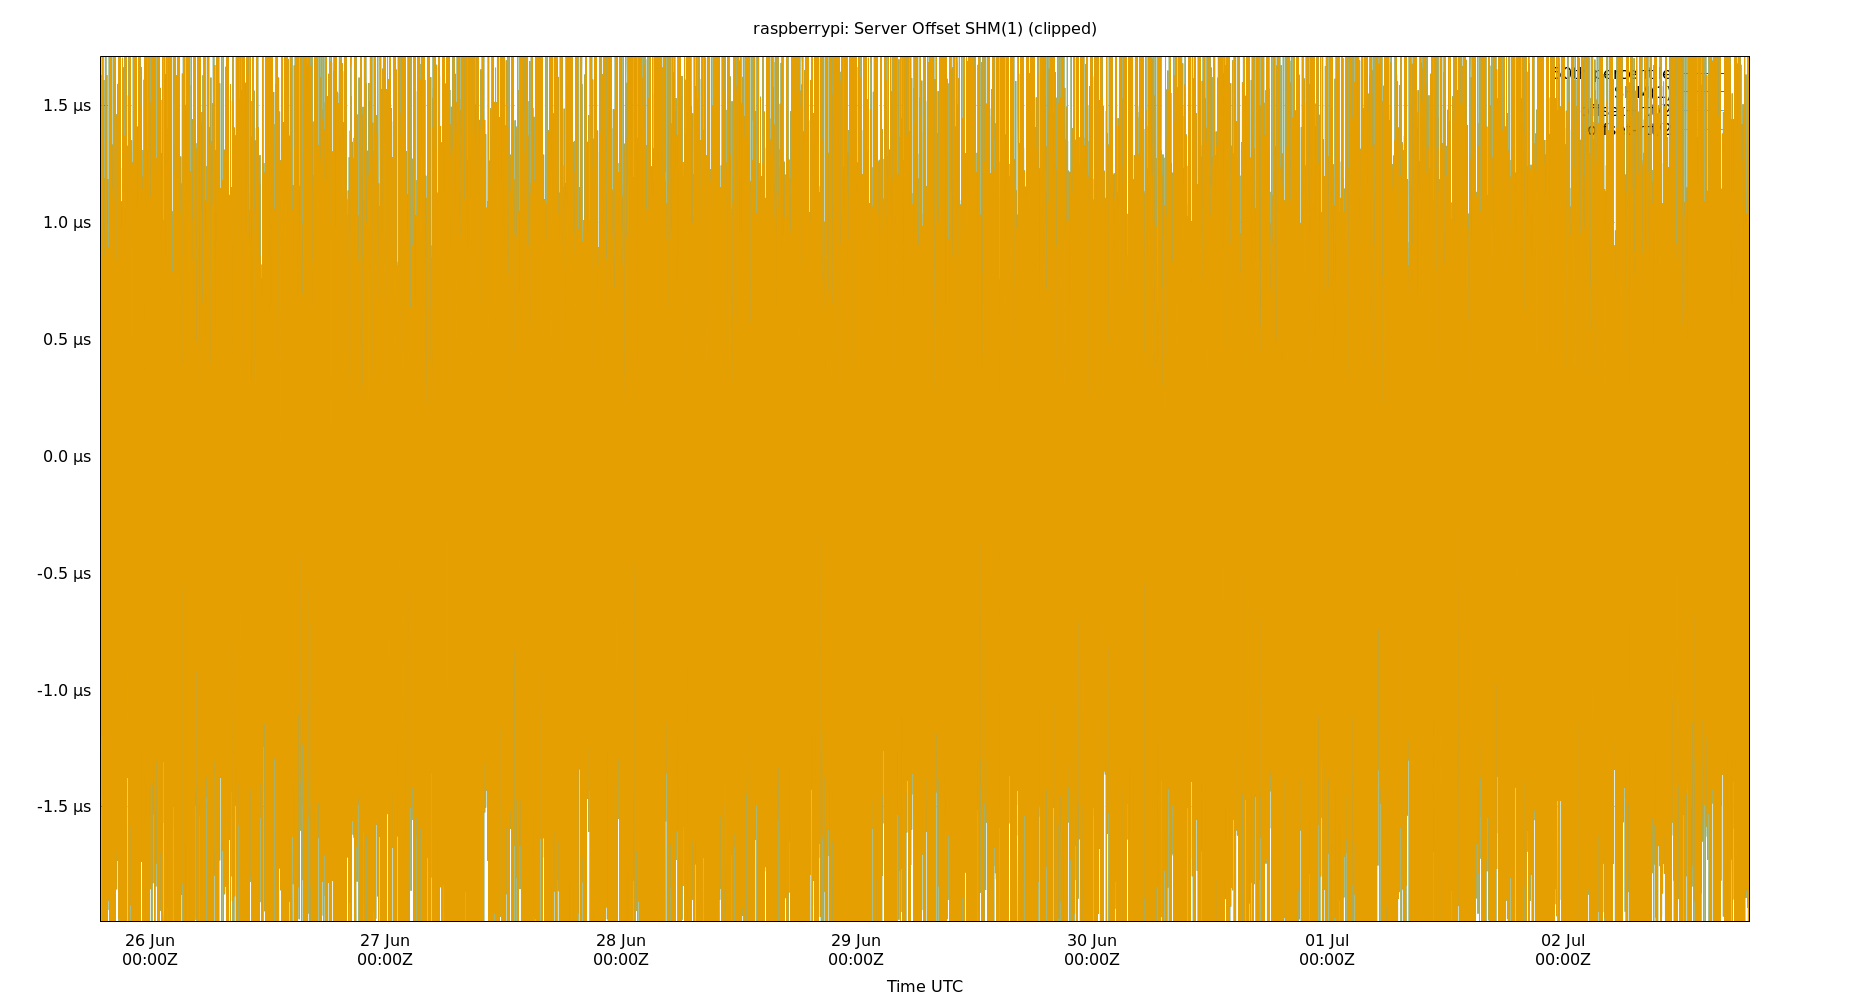 raspberrypi: Server Offset SHM(1) (clipped)
1.5 µs
1.0 µs
0.5 µs
0.0 µs
-0.5 µs
-1.0 µs
-1.5 µs
26 Jun 27 Jun 28 Jun 29 Jun 30 Jun 01 Jul 02 Jul
00:00Z 00:00Z 00:00Z 00:00Z 00:00Z 00:00Z 00:00Z
Time UTC